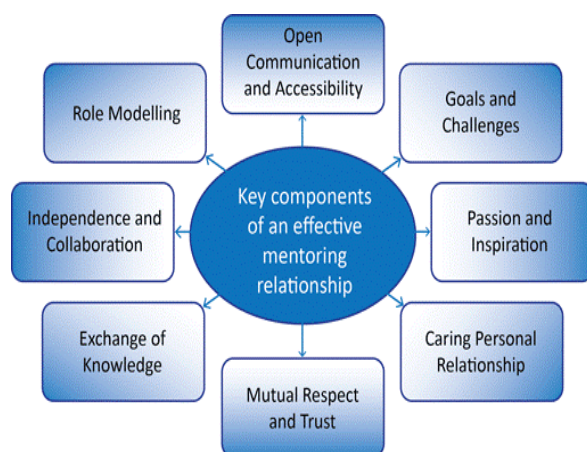 Open
Communication
and Accessibility
Goals and
Challenges
Passion and
Inspiration
Caring Personal
Relationship
Mutual Respect
and Trust
Exchange of
Knowledge
Independence and
Collaboration
Role Modelling
Key components
of an effective
mentoring
relationship